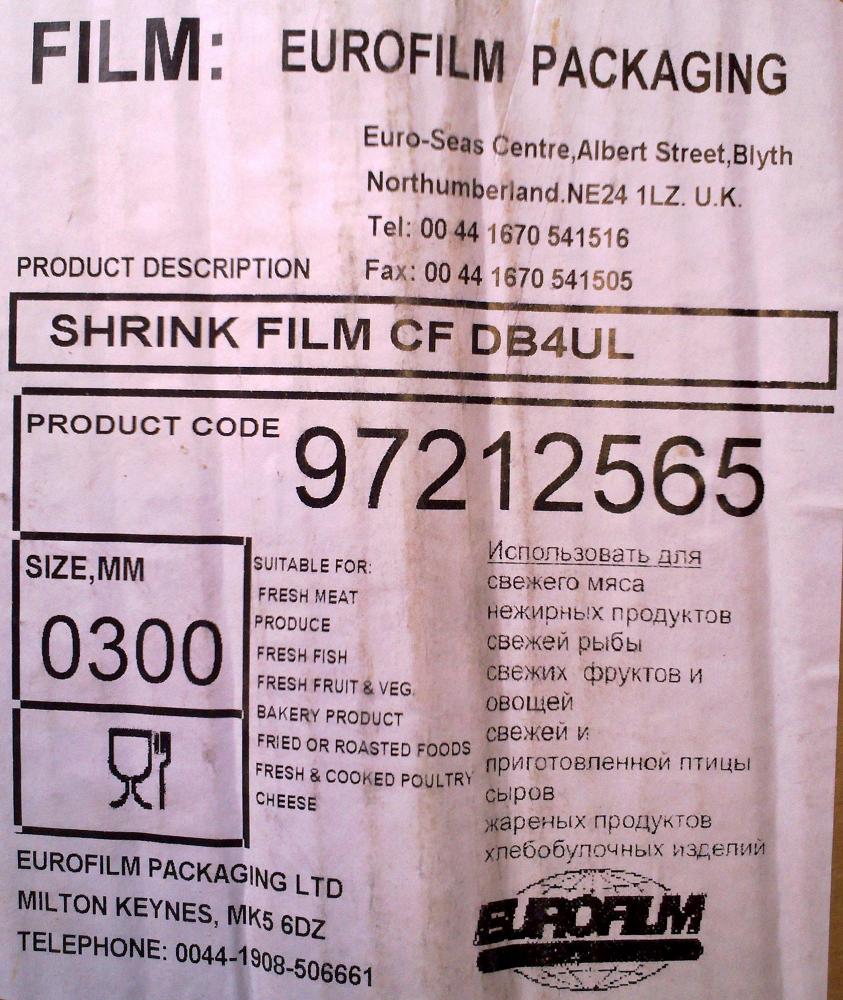 FILM: EUROFILM PACKAGING
Euro-Seas Centre,Albert Street,Blyth
Northumberland.NE24 1LZ. U.K.
Tel: 00 44 1670 541516
PRODUCT DESCRIPTION Fax: 00 44 1670 541505
SHRINK FILM CF DB4UL
PRODUCT CODE 97212565
SIZE,MM
0300
SUITABLE FOR:
FRESH MEAT
PRODUCE
FRESH FISH
FRESH FRUIT & VEG.
BAKERY PRODUCT
FRIED OR ROASTED FOODS
FRESH & COOKED POULTRY
CHEESE
Использовать для
свежего мяса
нежирных продуктов
свежей рыбы
свежих фруктов и
овощей
свежей и
приготовленной птицы
сыров
жареных продуктов
хлебобулочных изделий
EUROFILM PACKAGING LTD
MILTON KEYNES, MK5 6DZ
TELEPHONE: 0044-1908-506661
EUROFILM